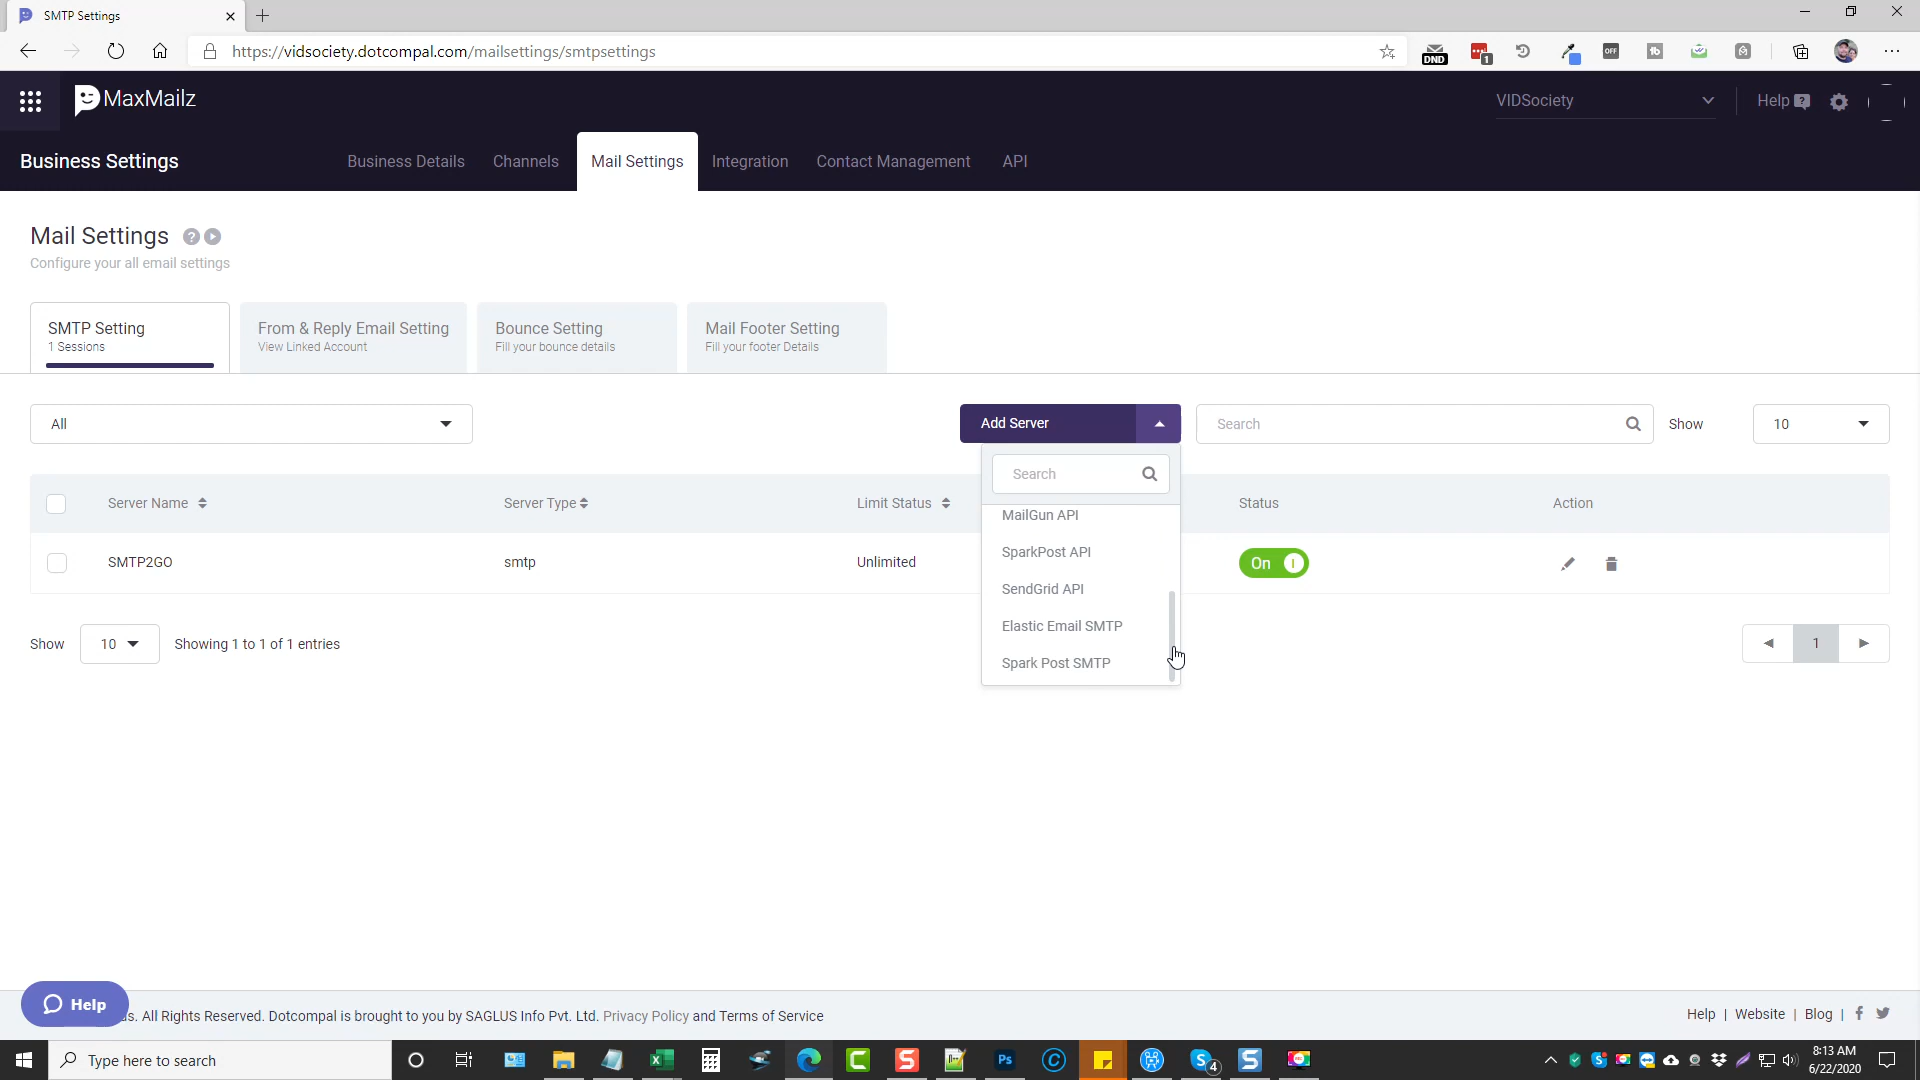 SMTP Settings
https://vidsociety.dotcompal.com/mailsettings/smtpsettings
DND
1
OFF
MaxMailz
VIDSociety
Help
Business Settings
Business Details
Channels
Mail Settings
Integration
Contact Management
API
Mail Settings
Configure your all email settings
SMTP Setting
1 Sessions
From & Reply Email Setting
View Linked Account
Bounce Setting
Fill your bounce details
Mail Footer Setting
Fill your footer Details
All
Add Server
Search
Show
10
Search
Server Name
Server Type
Limit Status
Status
Action
MailGun API
SparkPost API
SendGrid API
Elastic Email SMTP
Spark Post SMTP
SMTP2GO
smtp
Unlimited
On
Show
10
Showing 1 to 1 of 1 entries
1
Help
s. All Rights Reserved. Dotcompal is brought to you by SAGLUS Info Pvt. Ltd. Privacy Policy and Terms of Service
Help | Website | Blog |
Type here to search
Ps
4
8:13 AM
6/22/2020